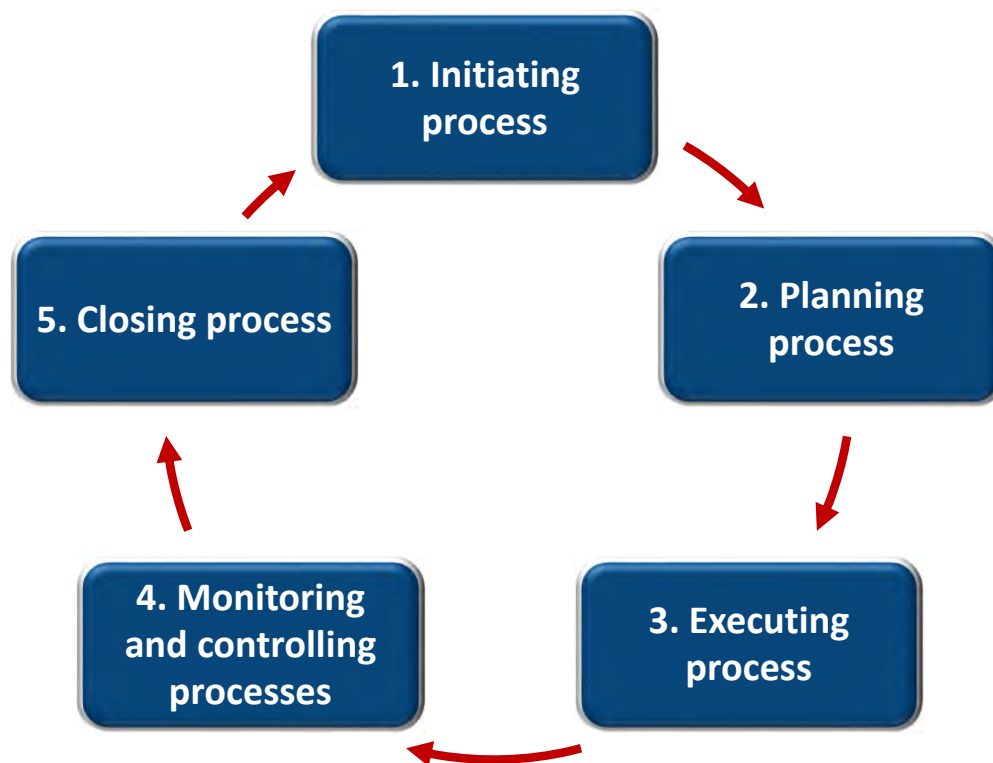 1. Initiating
process
2. Planning
process
3. Executing
process
4. Monitoring
and controlling
processes
5. Closing process